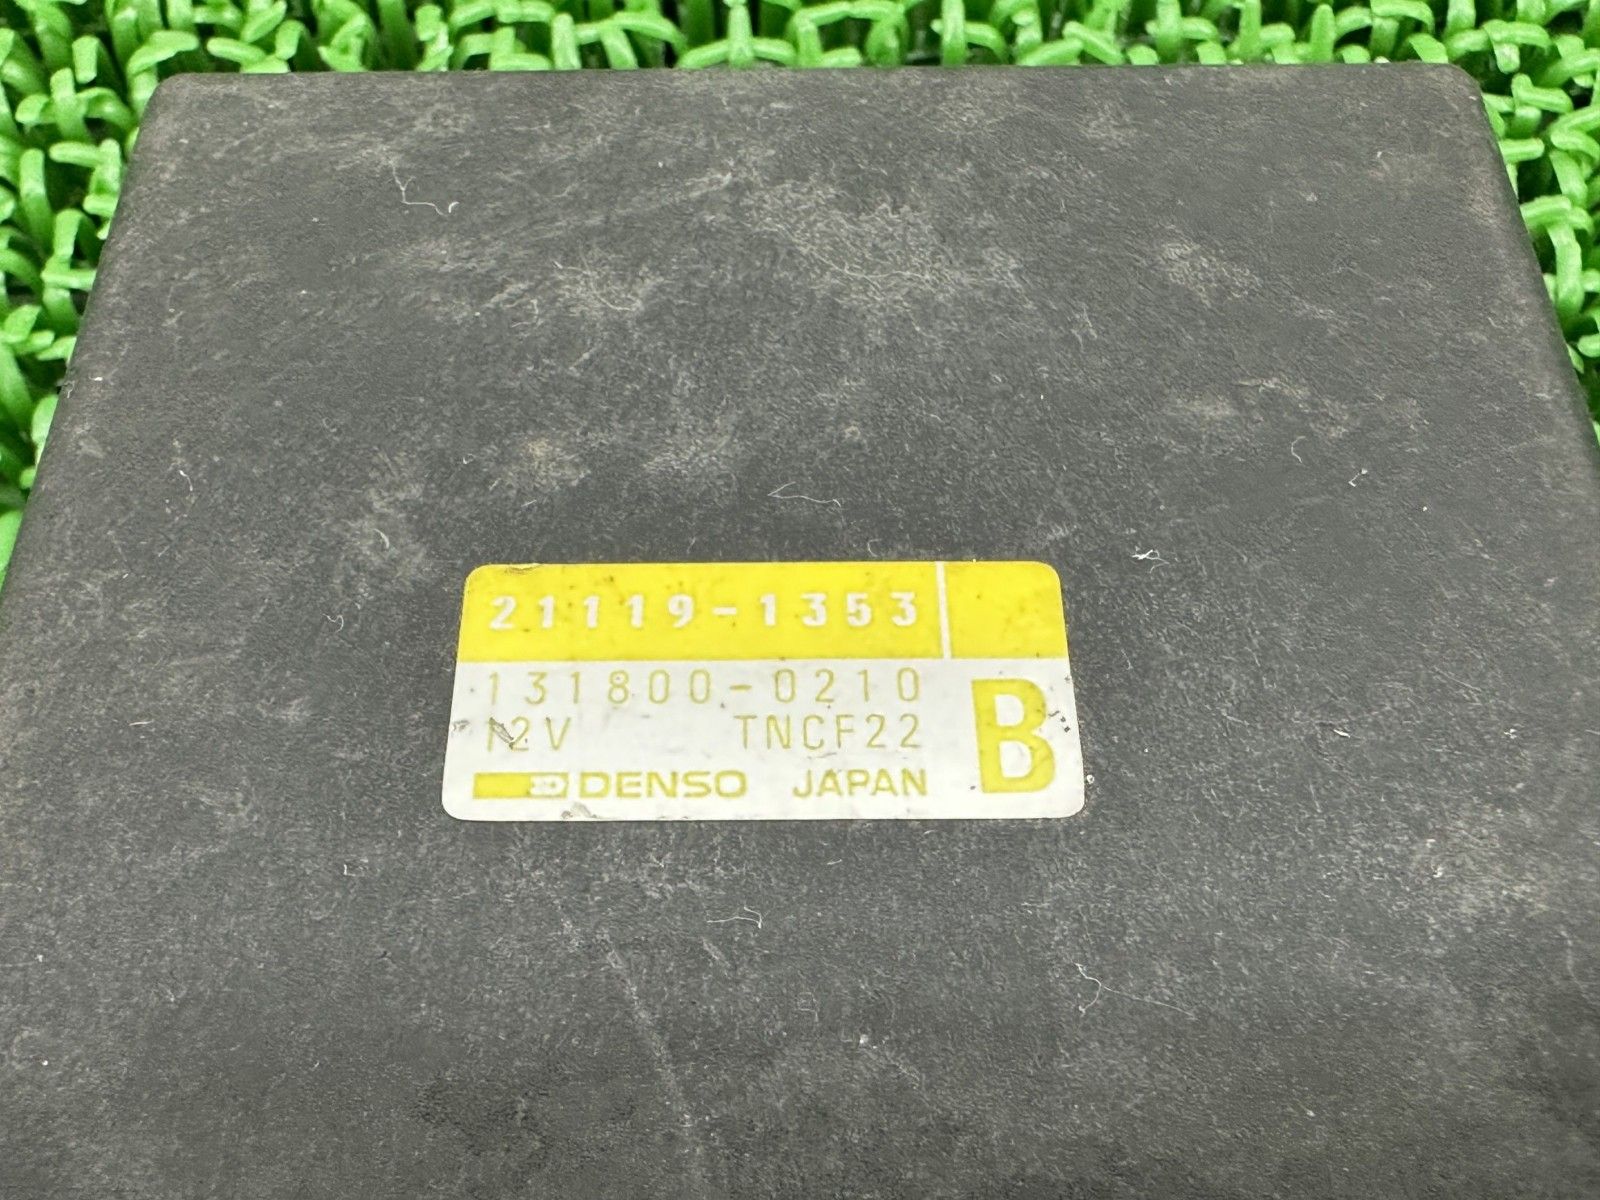 21119-1353
131800-0210
12V TNCF22 B
DENSO JAPAN